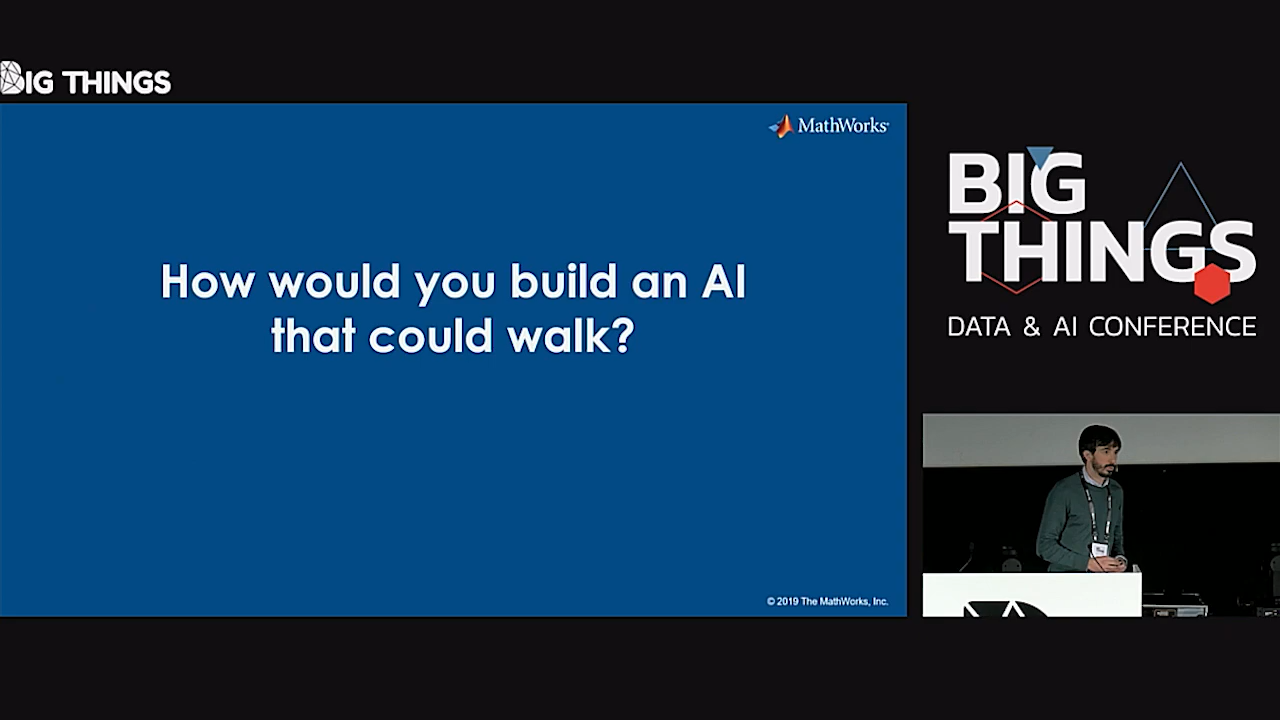 BIG THINGS
MathWorks®
How would you build an AI
that could walk?
© 2019 The MathWorks, Inc.
BIG
THINGS
DATA & AI CONFERENCE